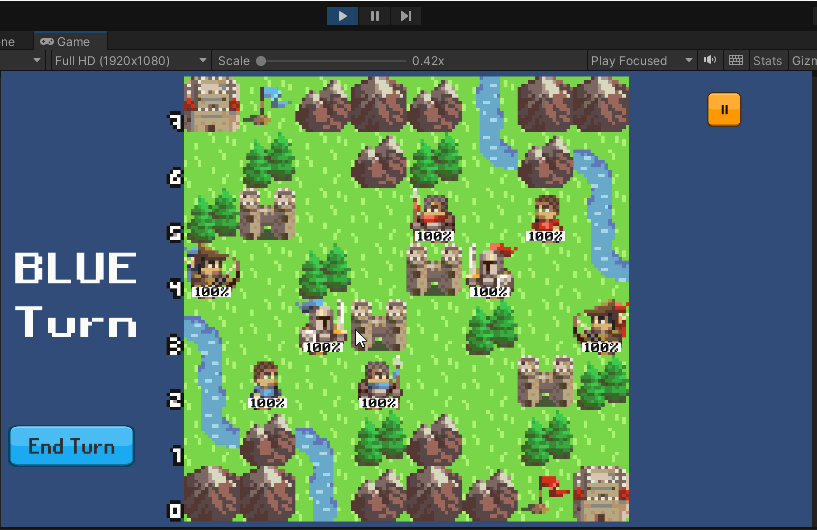 ne
Game
Full HD (1920x1080)
Scale
0.42x
Play Focused
Stats
Gizm
7
6
5
100%
100%
4
100%
100%
3
100%
100%
2
100%
100%
1
0
BLUE
Turn
End Turn